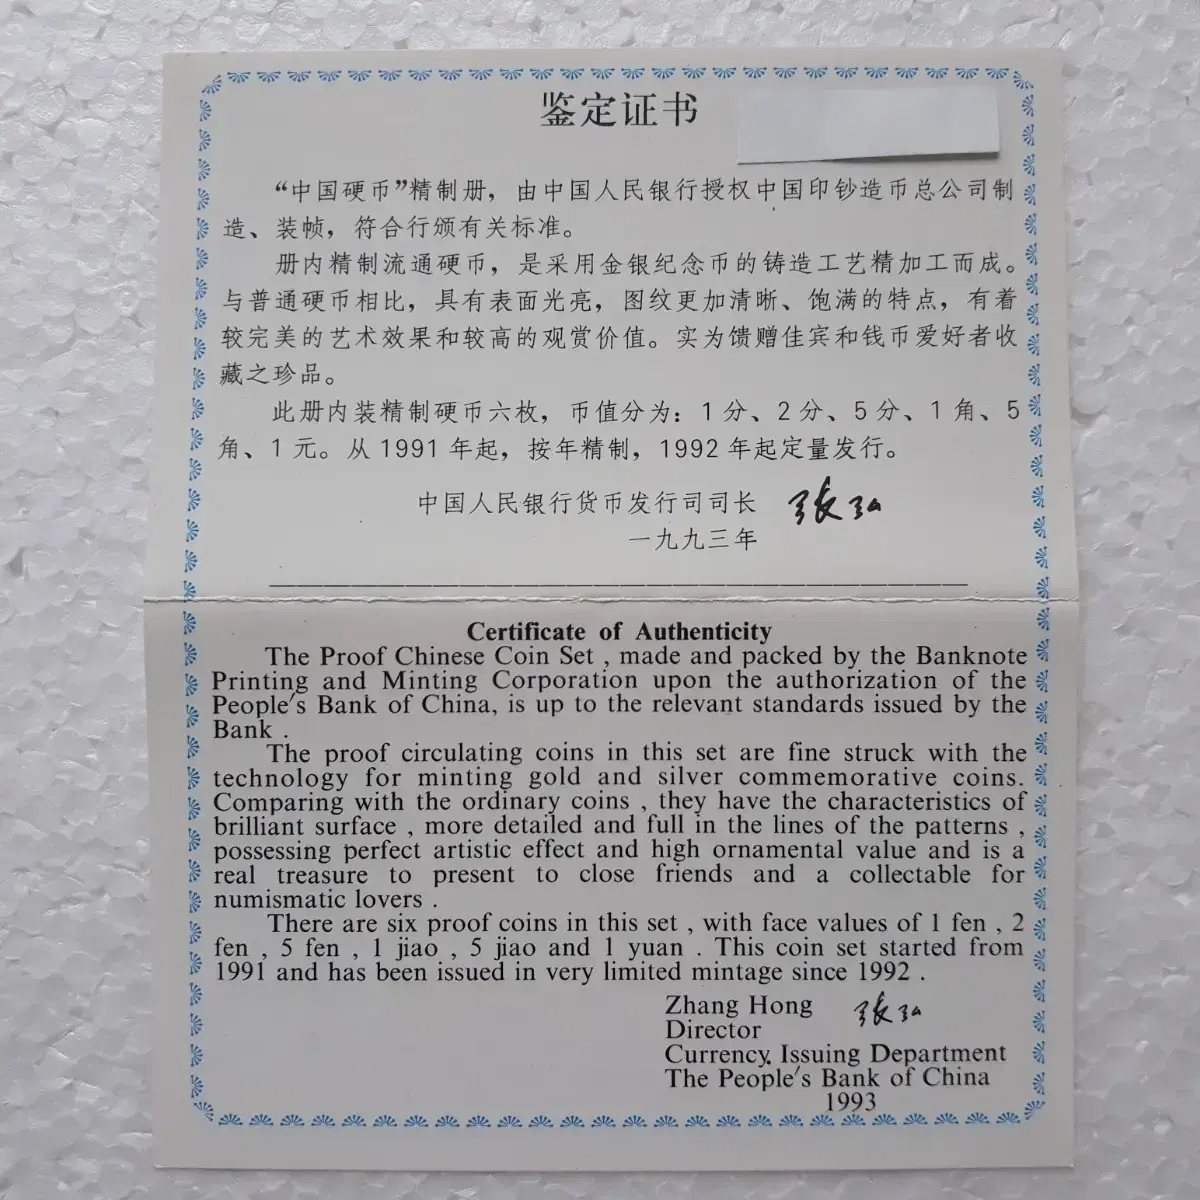 鉴定证书
“中国硬币”精制册，由中国人民银行授权中国印钞造币总公司制
造、装帧，符合行颁有关标准。
册内精制流通硬币，是采用金银纪念币的铸造工艺精加工而成。
与普通硬币相比，具有表面光亮，图纹更加清晰、饱满的特点，有着
较完美的艺术效果和较高的观赏价值。实为馈赠佳宾和钱币爱好者收
藏之珍品。
此册内装精制硬币六枚，币值分为：1分、2分、5分、1角、5
角、1元。从1991年起，按年精制，1992年起定量发行。
中国人民银行货币发行司司长 张弘
一九九三年
Certificate of Authenticity
The Proof Chinese Coin Set , made and packed by the Banknote
Printing and Minting Corporation upon the authorization of the
People's Bank of China, is up to the relevant standards issued by the
Bank .
The proof circulating coins in this set are fine struck with the
technology for minting gold and silver commemorative coins.
Comparing with the ordinary coins , they have the characteristics of
brilliant surface , more detailed and full in the lines of the patterns ,
possessing perfect artistic effect and high ornamental value and is a
real treasure to present to close friends and a collectable for
numismatic lovers .
There are six proof coins in this set , with face values of 1 fen , 2
fen , 5 fen , 1 jiao , 5 jiao and 1 yuan . This coin set started from
1991 and has been issued in very limited mintage since 1992 .
Zhang Hong 张弘
Director
Currency. Issuing Department
The People's Bank of China
1993